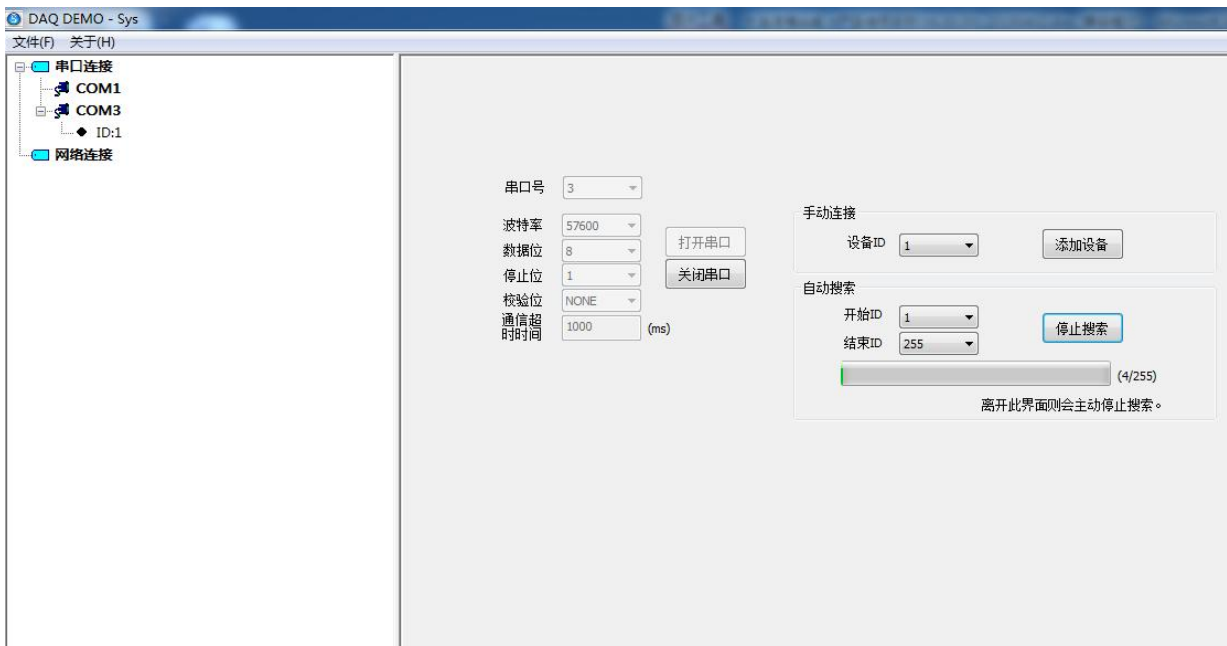 DAQ DEMO - Sys
文件(F) 关于(H)
串口连接
COM1
COM3
ID:1
网络连接
串口号 3
波特率 57600
数据位 8
停止位 1
校验位 NONE
通信超
时时间 1000 (ms)
打开串口
关闭串口
手动连接
设备ID 1 添加设备
自动搜索
开始ID 1
结束ID 255
停止搜索
(4/255)
离开此界面则会主动停止搜索。